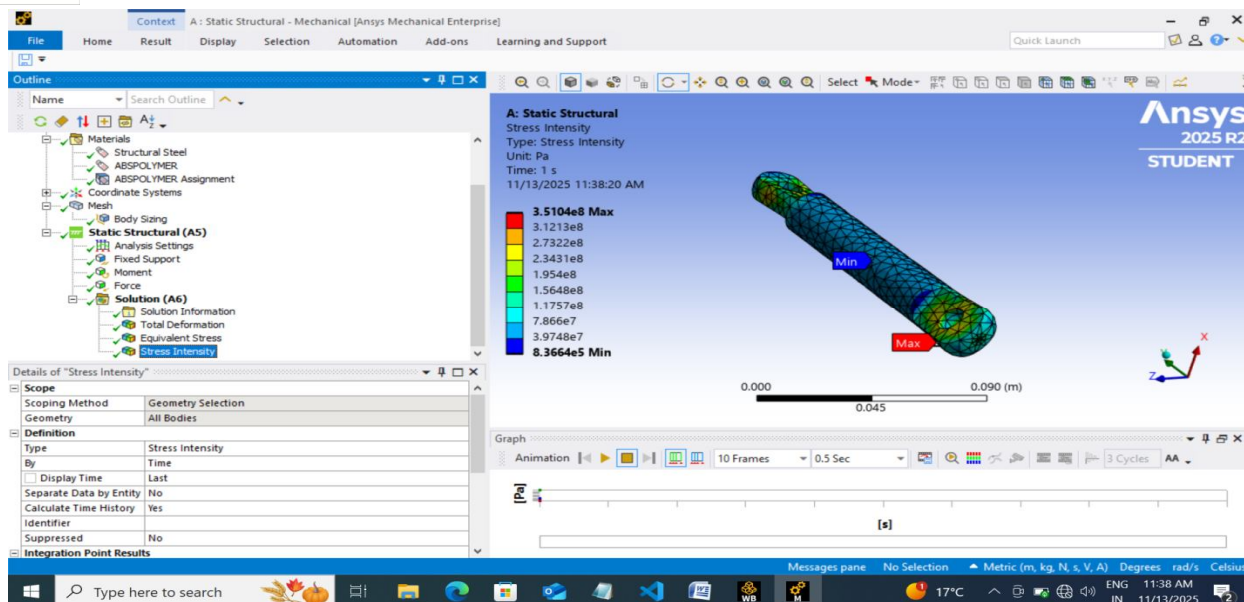 Context A : Static Structural - Mechanical [Ansys Mechanical Enterprise]
File Home Result Display Selection Automation Add-ons Learning and Support Quick Launch
Outline
Name Search Outline
Materials
Structural Steel
ABSPOLYMER
ABSPOLYMER Assignment
Coordinate Systems
Mesh
Body Sizing
Static Structural (A5)
Analysis Settings
Fixed Support
Moment
Force
Solution (A6)
Solution Information
Total Deformation
Equivalent Stress
Stress Intensity
Details of "Stress Intensity"
Scope
Scoping Method Geometry Selection
Geometry All Bodies
Definition
Type Stress Intensity
By Time
Display Time Last
Separate Data by Entity No
Calculate Time History Yes
Identifier
Suppressed No
Integration Point Results
Select Mode
A: Static Structural
Stress Intensity
Type: Stress Intensity
Unit: Pa
Time: 1 s
11/13/2025 11:38:20 AM
3.5104e8 Max
3.1213e8
2.7322e8
2.3431e8
1.954e8
1.5648e8
1.1757e8
7.866e7
3.9748e7
8.3664e5 Min
Ansys
2025 R2
STUDENT
Min
Max
X
Z
0.000 0.090 (m)
0.045
Graph
Animation 10 Frames 0.5 Sec 3 Cycles AA
[Pa]
[s]
Messages pane No Selection Metric (m, kg, N, s, V, A) Degrees rad/s Celsius
Type here to search WB M 17°C ENG 11:38 AM
IN 11/13/2025 2